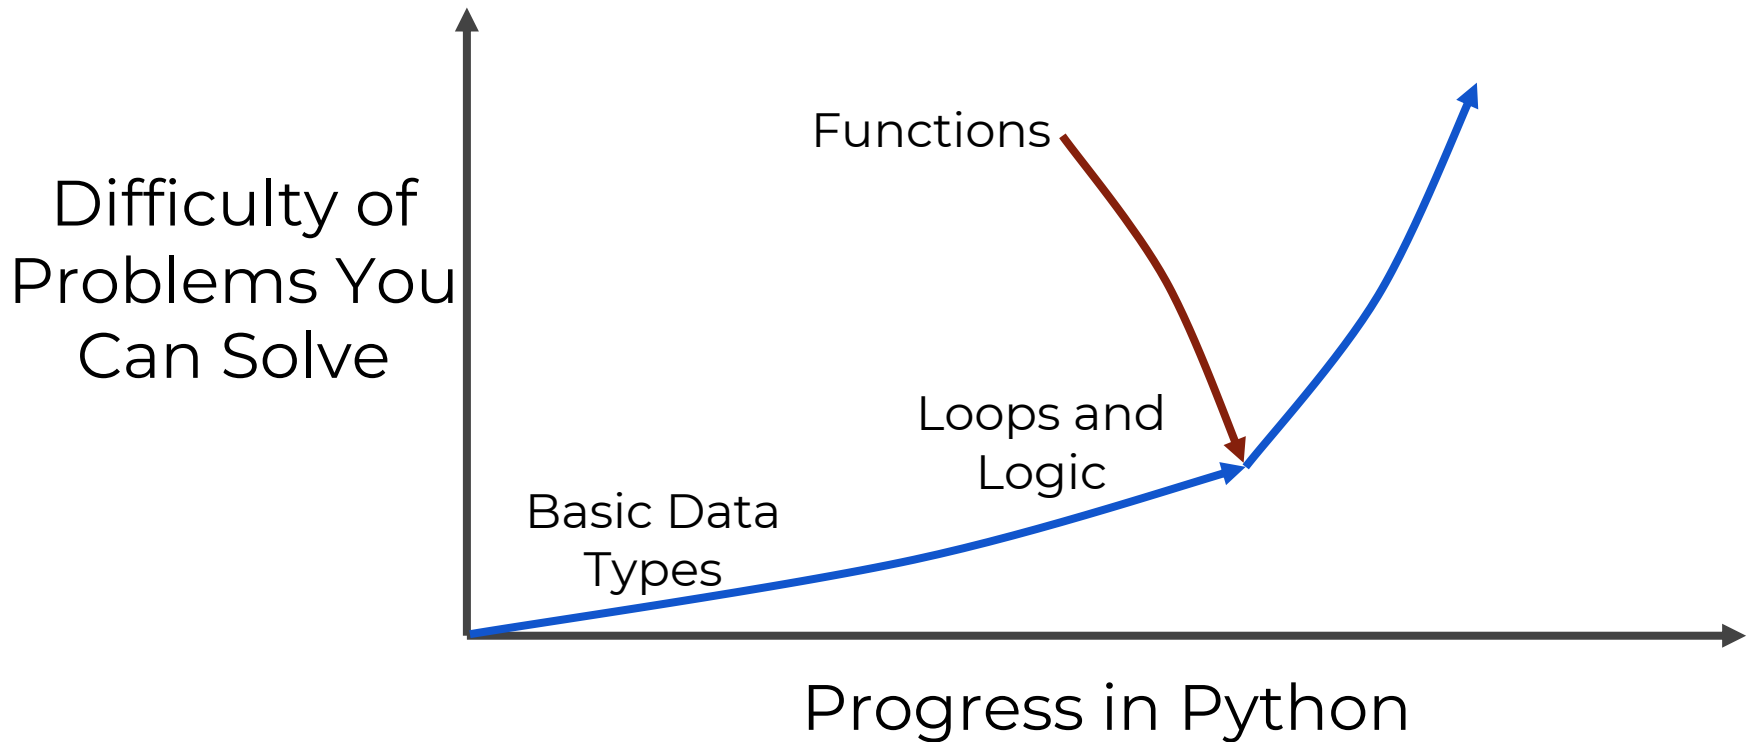 Functions
Difficulty of
Problems You
Can Solve
Loops and
Logic
Basic Data
Types
Progress in Python